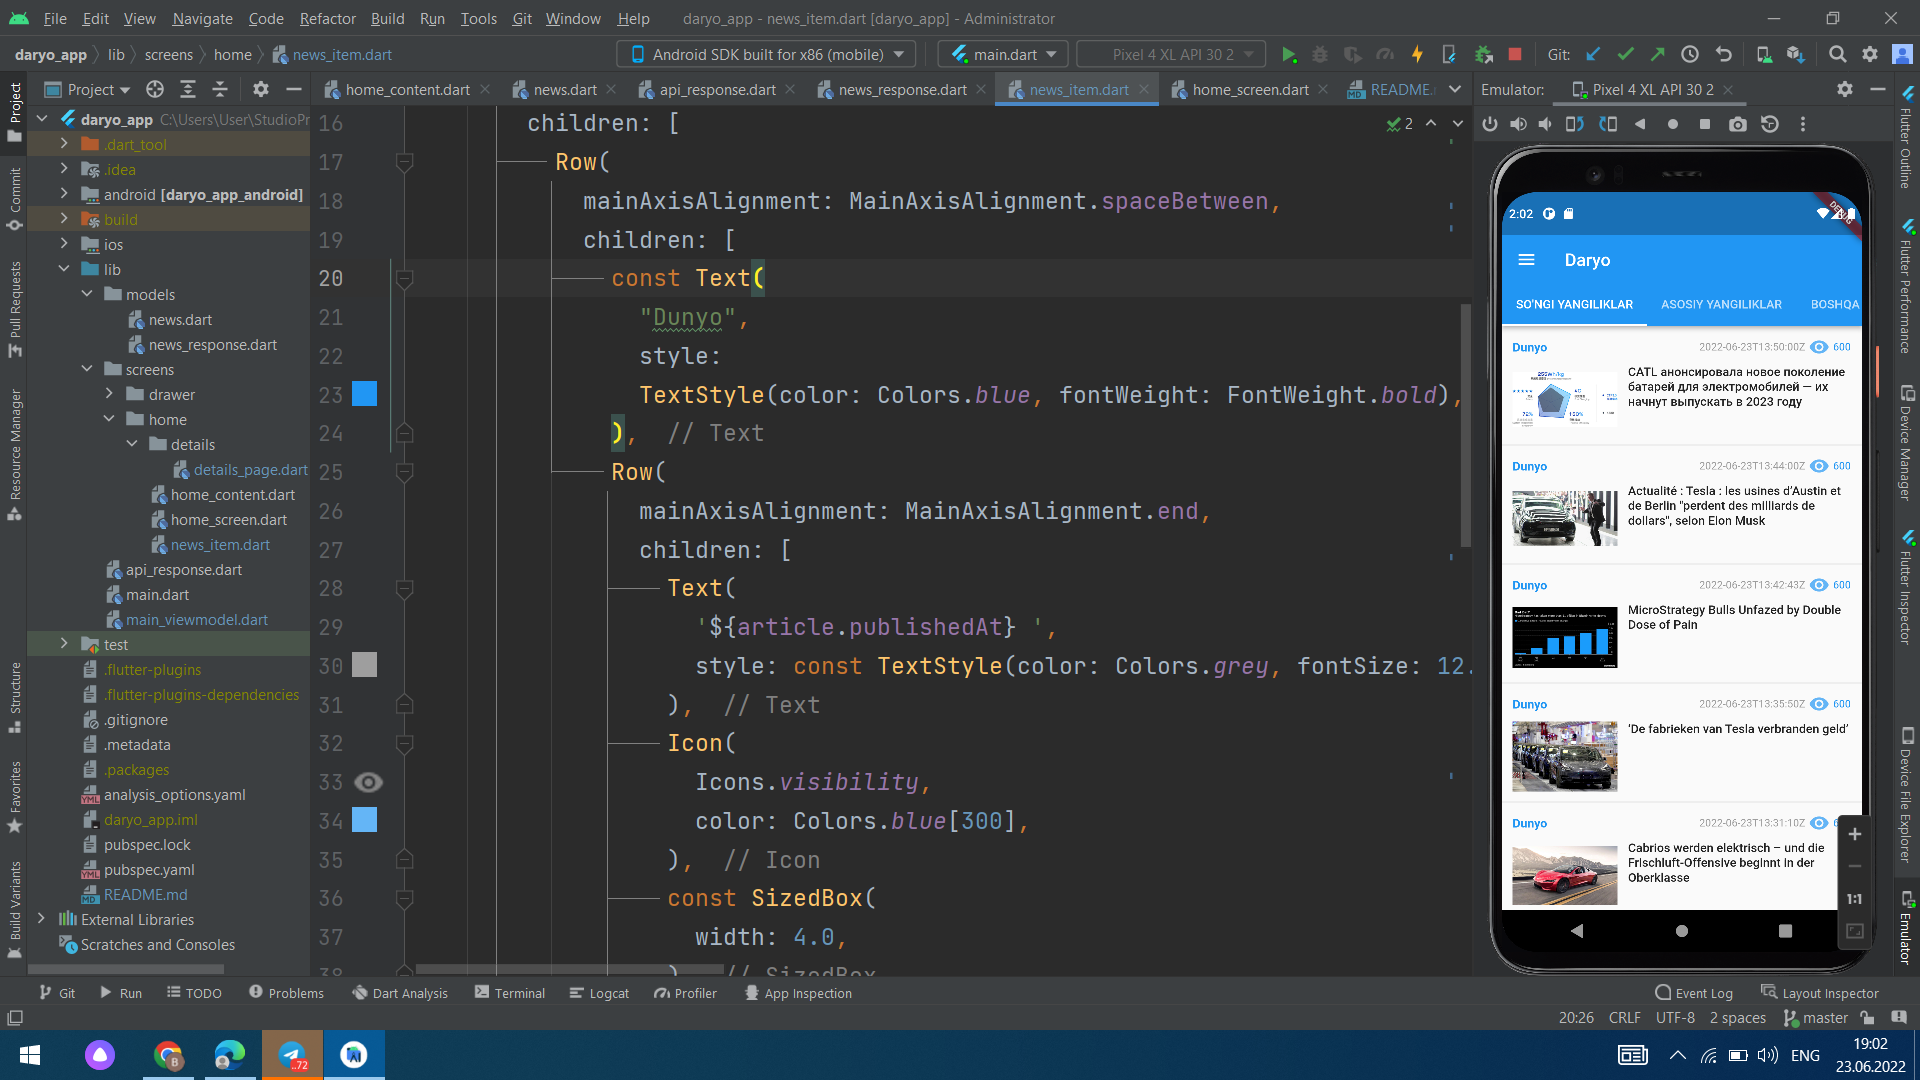 File Edit View Navigate Code Refactor Build Run Tools Git Window Help daryo_app - news_item.dart [daryo_app] - Administrator
daryo_app lib screens home news_item.dart Android SDK built for x86 (mobile) main.dart Pixel 4 XL API 30 2 Git:
Project home_content.dart news.dart api_response.dart news_response.dart news_item.dart home_screen.dart README. Emulator: Pixel 4 XL API 30 2
Project
Commit
Pull Requests
Resource Manager
Structure
Favorites
Build Variants
daryo_app C:\Users\User\StudioPr
.dart_tool
.idea
android [daryo_app_android]
build
ios
lib
models
news.dart
news_response.dart
screens
drawer
home
details
details_page.dart
home_content.dart
home_screen.dart
news_item.dart
api_response.dart
main.dart
main_viewmodel.dart
test
.flutter-plugins
.flutter-plugins-dependencies
.gitignore
.metadata
.packages
analysis_options.yaml
daryo_app.iml
pubspec.lock
pubspec.yaml
README.md
External Libraries
Scratches and Consoles
2
16 children: [
17 Row(
18 mainAxisAlignment: MainAxisAlignment.spaceBetween,
19 children: [
20 const Text(
21 "Dunyo",
22 style:
23 TextStyle(color: Colors.blue, fontWeight: FontWeight.bold),
24 ), // Text
25 Row(
26 mainAxisAlignment: MainAxisAlignment.end,
27 children: [
28 Text(
29 '${article.publishedAt} ',
30 style: const TextStyle(color: Colors.grey, fontSize: 12.
31 ), // Text
32 Icon(
33 Icons.visibility,
34 color: Colors.blue[300],
35 ), // Icon
36 const SizedBox(
37 width: 4.0,
38 ), // SizedBox
2:02
DEBUG
Daryo
SO'NGI YANGILIKLAR ASOSIY YANGILIKLAR BOSHQA
Dunyo 2022-06-23T13:50:00Z 600
255Wh/kg
CATL анонсировала новое поколение
батарей для электромобилей — их
начнут выпускать в 2023 году
Dunyo 2022-06-23T13:44:00Z 600
Actualité : Tesla : les usines d'Austin et
de Berlin "perdent des milliards de
dollars", selon Elon Musk
Dunyo 2022-06-23T13:42:43Z 600
MicroStrategy Bulls Unfazed by Double
Dose of Pain
Dunyo 2022-06-23T13:35:50Z 600
'De fabrieken van Tesla verbranden geld'
Dunyo 2022-06-23T13:31:10Z
Cabrios werden elektrisch – und die
Frischluft-Offensive beginnt in der
Oberklasse
1:1
Flutter Outline
Flutter Performance
Device Manager
Flutter Inspector
Device File Explorer
Emulator
Git Run TODO Problems Dart Analysis Terminal Logcat Profiler App Inspection Event Log Layout Inspector
20:26 CRLF UTF-8 2 spaces master
B
..72
ENG
19:02
23.06.2022